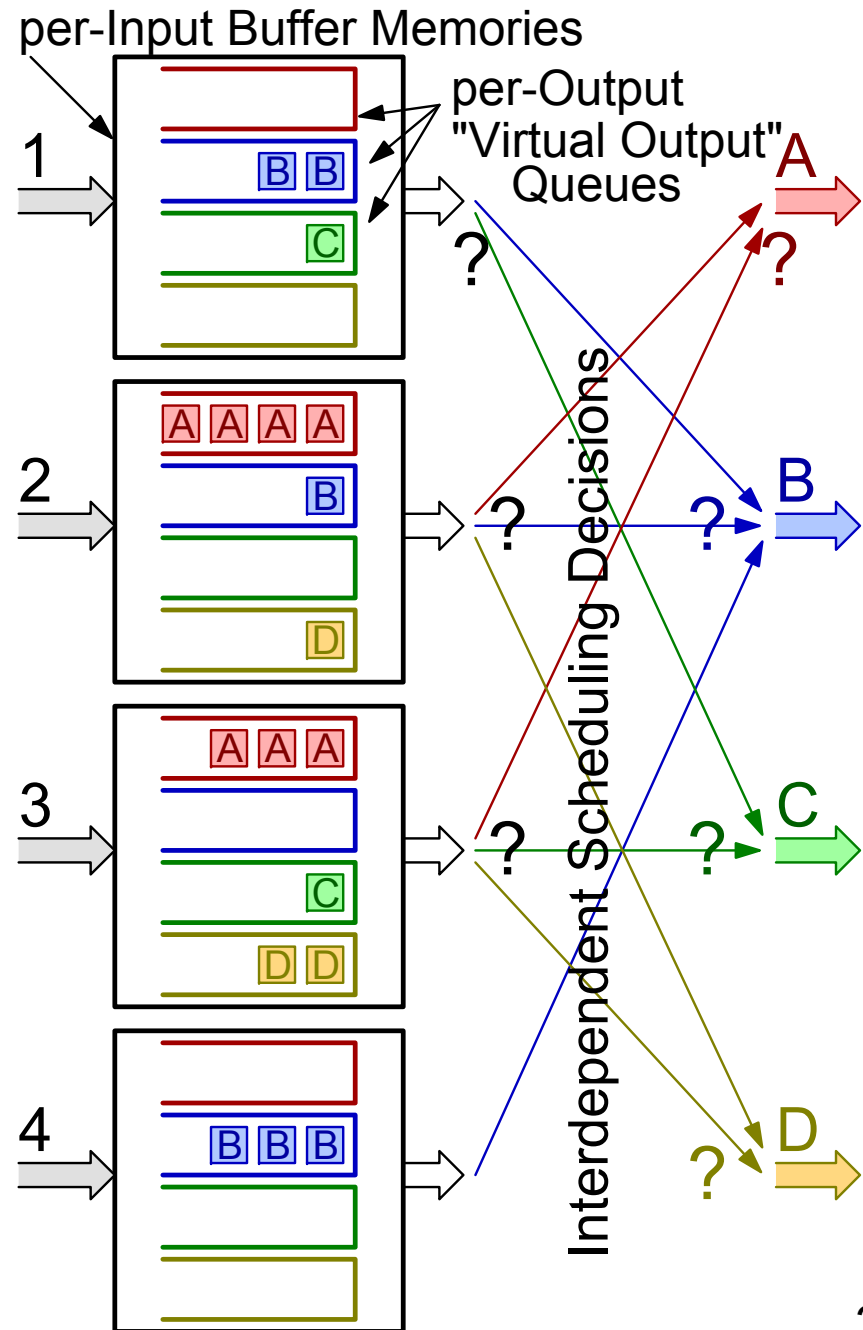 per-Input Buffer Memories
per-Output
"Virtual Output"
Queues
1
B B
C
?
A
?
2
A A A A
B
D
?
?
B
Interdependent Scheduling Decisions
3
A A A
C
D D
?
?
C
4
B B B
?
D